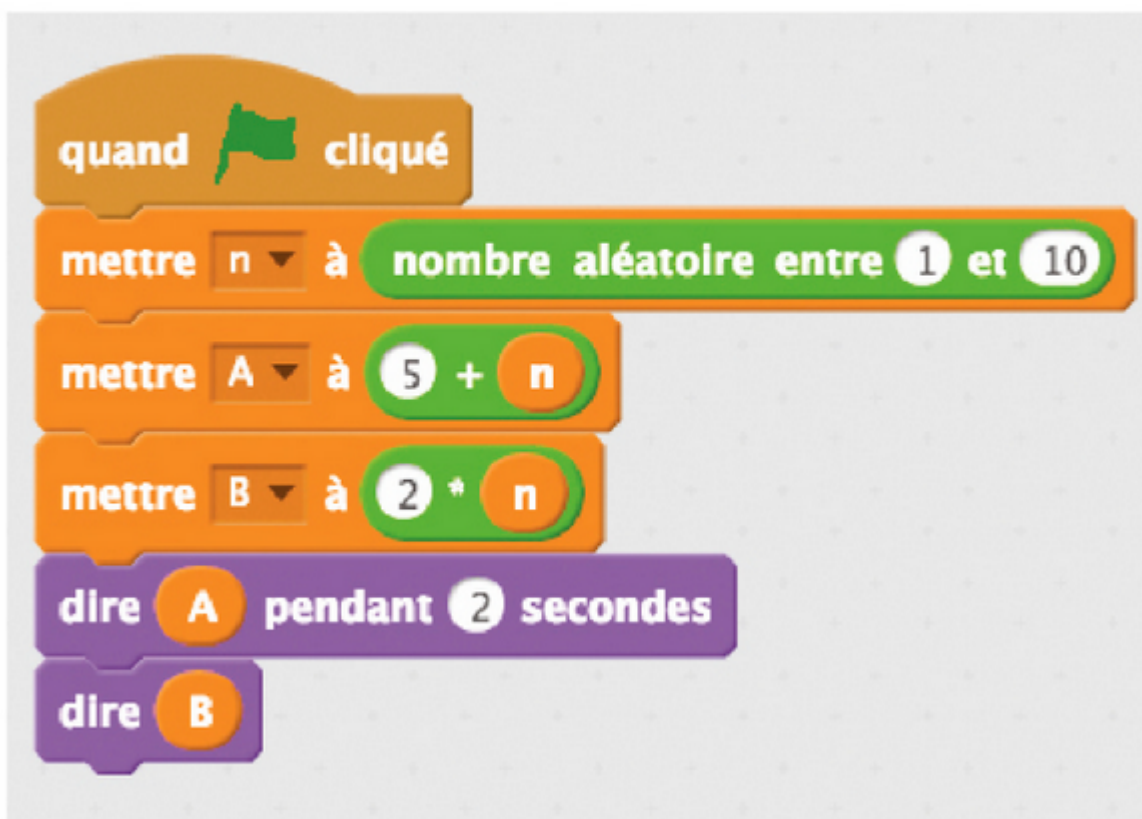 quand cliqué
mettre n à nombre aléatoire entre 1 et 10
mettre A à 5 + n
mettre B à 2 * n
dire A pendant 2 secondes
dire B